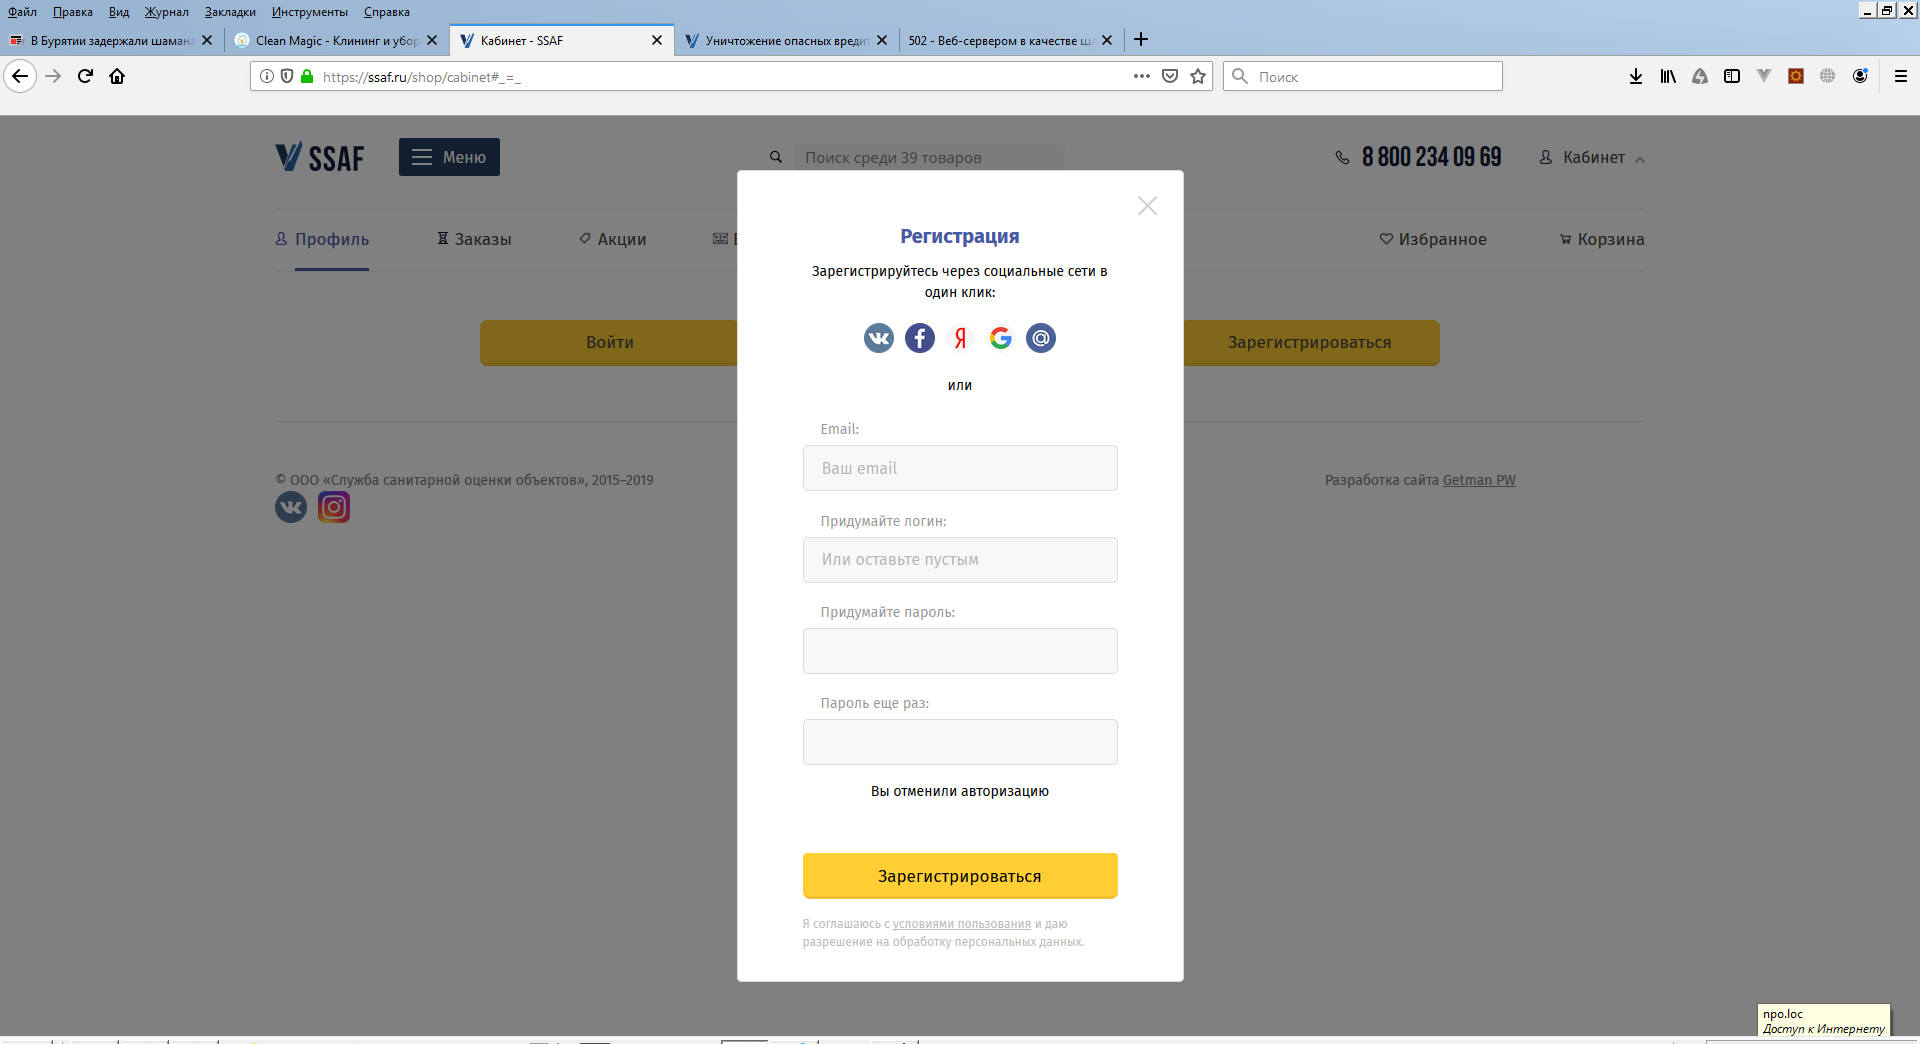 Файл Правка Вид Журнал Закладки Инструменты Справка
В Бурятии задержали шамана
Clean Magic - Клининг и убор
Кабинет - SSAF
Уничтожение опасных вредит
502 - Веб-сервером в качестве шл
https://ssaf.ru/shop/cabinet#_=_
Поиск
SSAF
Меню
Поиск среди 39 товаров
8 800 234 09 69
Кабинет
Профиль
Заказы
Акции
Избранное
Корзина
Войти
Зарегистрироваться
Регистрация
Зарегистрируйтесь через социальные сети в
один клик:
или
Email:
Ваш email
Придумайте логин:
Или оставьте пустым
Придумайте пароль:
Пароль еще раз:
Вы отменили авторизацию
Зарегистрироваться
Я соглашаюсь с условиями пользования и даю
разрешение на обработку персональных данных.
© ООО «Служба санитарной оценки объектов», 2015–2019
Разработка сайта Getman PW
npo.loc
Доступ к Интернету